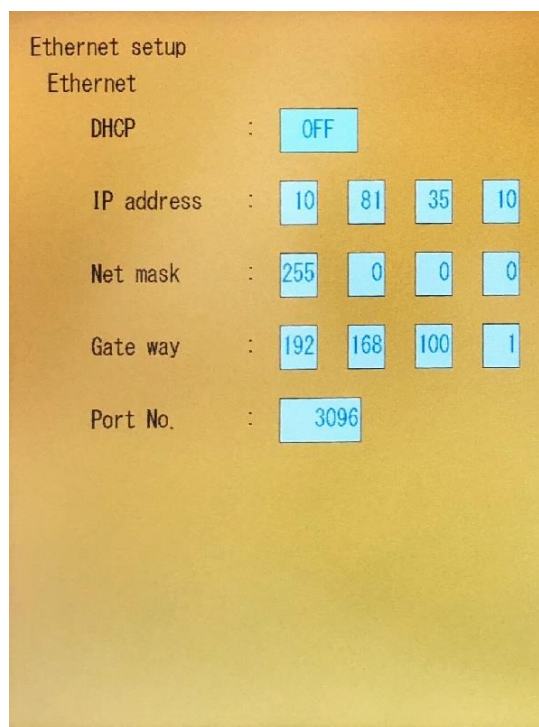 Ethernet setup
Ethernet
DHCP : OFF
IP address : 10 81 35 10
Net mask : 255 0 0 0
Gate way : 192 168 100 1
Port No. : 3096